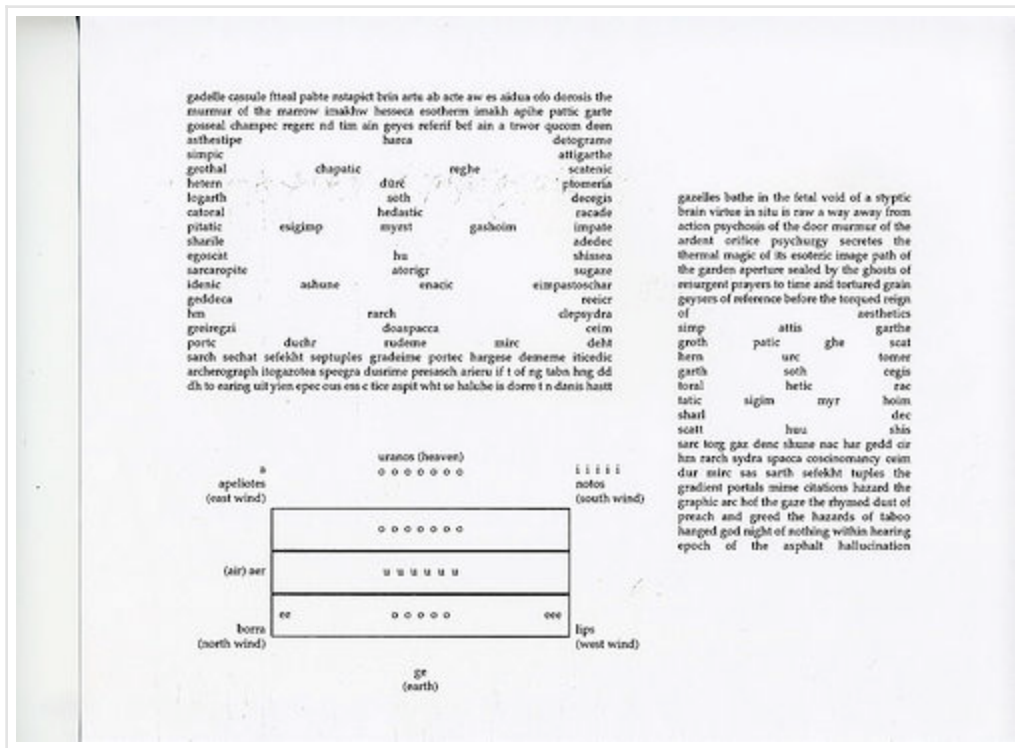 gadelle cassule ftteal pabte nstapict brin artu ab acte aw es aidua ofo dorosis the
murmur of the marrow imakhw hesseca esotherm imakh apihe pattic garte
gosseal champec regerc nd tim ain geyes referif bef ain a trwor qucom deem
asthestipe harca detograme
simpic attigarthe
grothal chapatic reghe scatenic
hetern dure ptomeria
logarth soth decegis
catoral hedastic racade
pitatic esigimp myrst gashoim impate
sharile adedec
egoscat hu shissea
sarcaropite atorigr sugaze
idenic ashune enacic eimpastoschar
geddeca reeicr
hm rarch clepsydra
greiregzi doaspacca ceim
porte duchr rudeme mirc deht
sarch sechat sefekht septuples gradeime portec hargese dememe iticedic
archerograph itogazotea speegra dusrime presasch arieru if t of ng tabn hng dd
dh to earing uit yien epec ous ess c tice aspit wht se haluhe is dorre t n danis hastt
gazelles bathe in the fetal void of a styptic
brain virtue in situ is raw a way away from
action psychosis of the door murmur of the
ardent orifice psychurgy secretes the
thermal magic of its esoteric image path of
the garden aperture sealed by the ghosts of
resurgent prayers to time and tortured grain
geysers of reference before the torqued reign
of aesthetics
simp attis garthe
groth patic ghe scat
hern urc tomer
garth soth cegis
toral hetic rac
tatic sigim myr hoim
sharl dec
scatt huu shis
sarc torg gaz denc shune nac har gedd cir
hm rarch sydra spacca coscinomancy ceim
dur mirc sas sarth sefekht tuples the
gradient portals mime citations hazard the
graphic arc hof the gaze the rhymed dust of
preach and greed the hazards of taboo
hanged god night of nothing within hearing
epoch of the asphalt hallucination
uranos (heaven)
a o o o o o o o i i i i i
apeliotes notos
(east wind) (south wind)
o o o o o o o
(air) aer u u u u u u
ee o o o o o eee
borra lips
(north wind) (west wind)
ge
(earth)